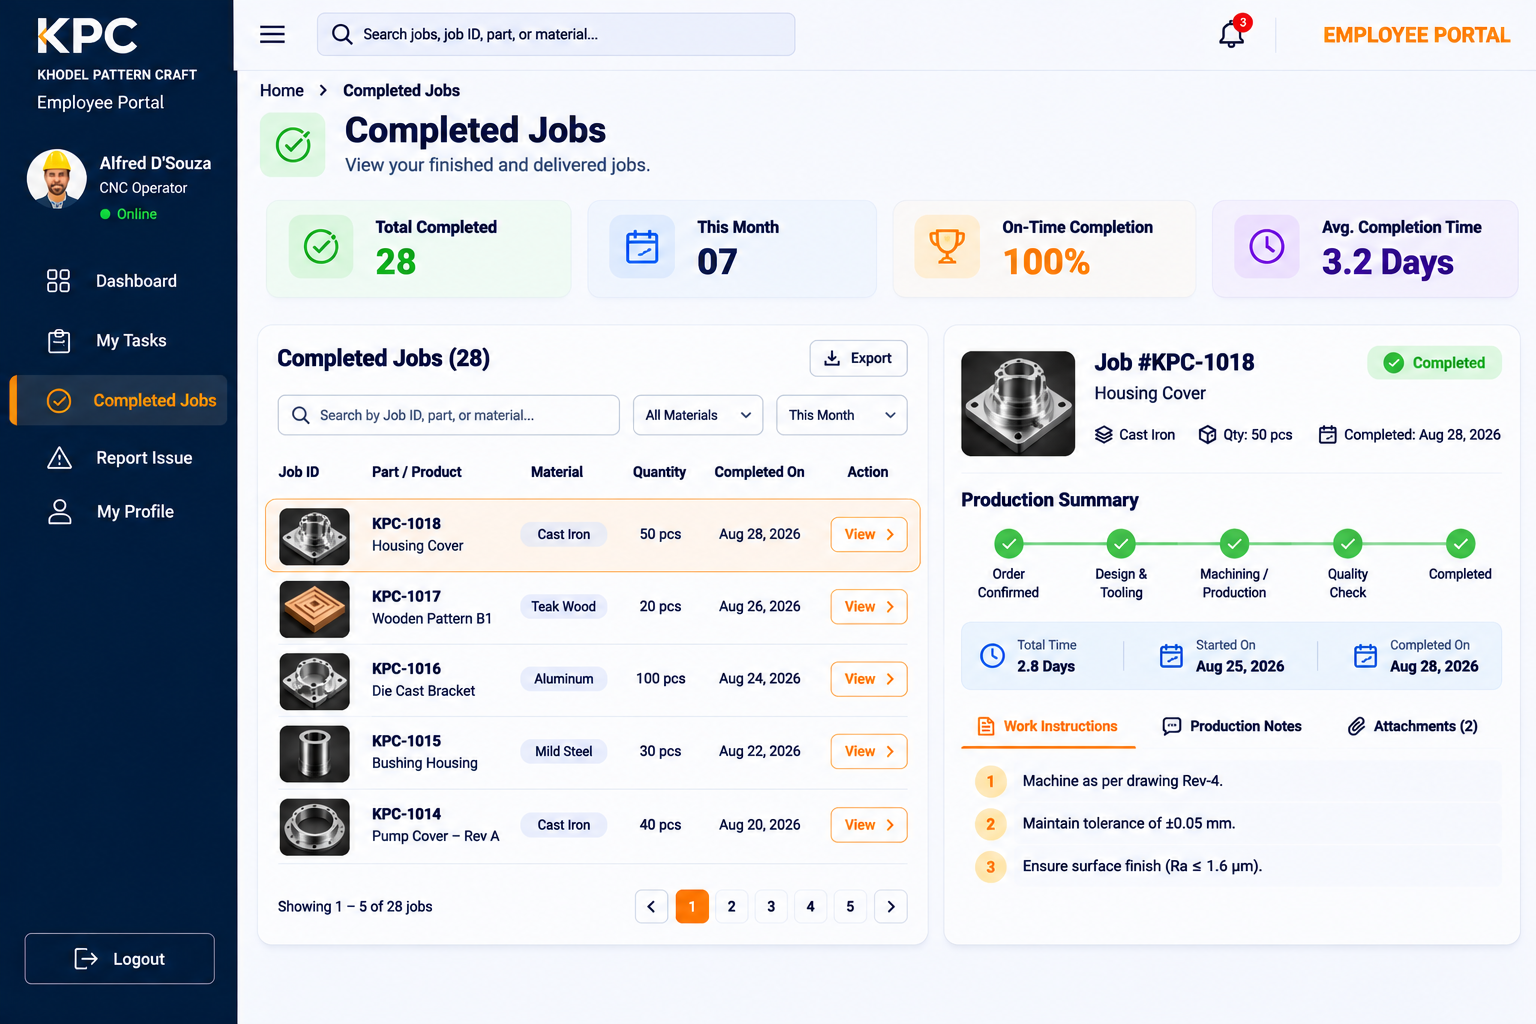 KPC
KHODEL PATTERN CRAFT
Employee Portal
Alfred D'Souza
CNC Operator
Online
Dashboard
My Tasks
Completed Jobs
Report Issue
My Profile
Logout
Search jobs, job ID, part, or material...
3
EMPLOYEE PORTAL
Home > Completed Jobs
Completed Jobs
View your finished and delivered jobs.
Total Completed
28
This Month
07
On-Time Completion
100%
Avg. Completion Time
3.2 Days
Completed Jobs (28)
Export
Search by Job ID, part, or material...
All Materials
This Month
Job ID Part / Product Material Quantity Completed On Action
KPC-1018
Housing Cover
Cast Iron 50 pcs Aug 28, 2026 View >
KPC-1017
Wooden Pattern B1
Teak Wood 20 pcs Aug 26, 2026 View >
KPC-1016
Die Cast Bracket
Aluminum 100 pcs Aug 24, 2026 View >
KPC-1015
Bushing Housing
Mild Steel 30 pcs Aug 22, 2026 View >
KPC-1014
Pump Cover – Rev A
Cast Iron 40 pcs Aug 20, 2026 View >
Showing 1 – 5 of 28 jobs
< 1 2 3 4 5 >
Job #KPC-1018
Completed
Housing Cover
Cast Iron Qty: 50 pcs Completed: Aug 28, 2026
Production Summary
Order
Confirmed
Design &
Tooling
Machining /
Production
Quality
Check
Completed
Total Time
2.8 Days
Started On
Aug 25, 2026
Completed On
Aug 28, 2026
Work Instructions Production Notes Attachments (2)
1 Machine as per drawing Rev-4.
2 Maintain tolerance of ±0.05 mm.
3 Ensure surface finish (Ra ≤ 1.6 µm).